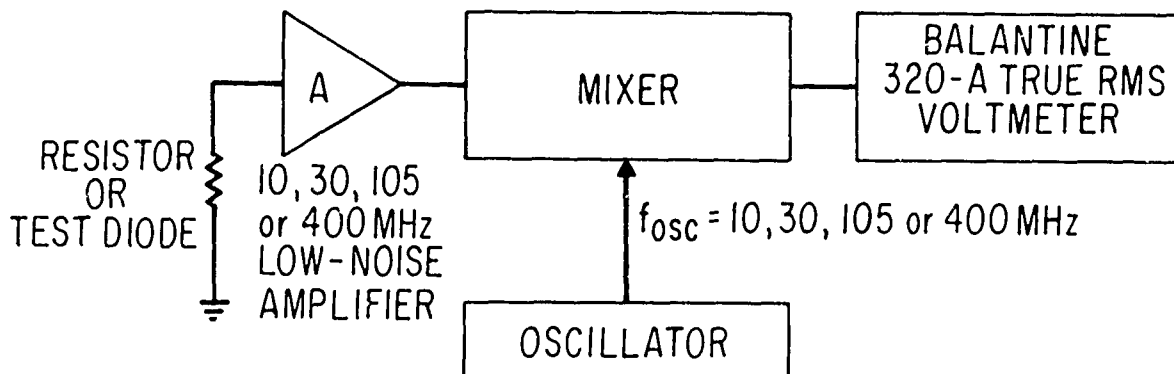 A
MIXER
BALANTINE
320-A TRUE RMS
VOLTMETER
RESISTOR
OR
TEST DIODE
10, 30, 105
or 400 MHz
LOW-NOISE
AMPLIFIER
fosc = 10, 30, 105 or 400 MHz
OSCILLATOR